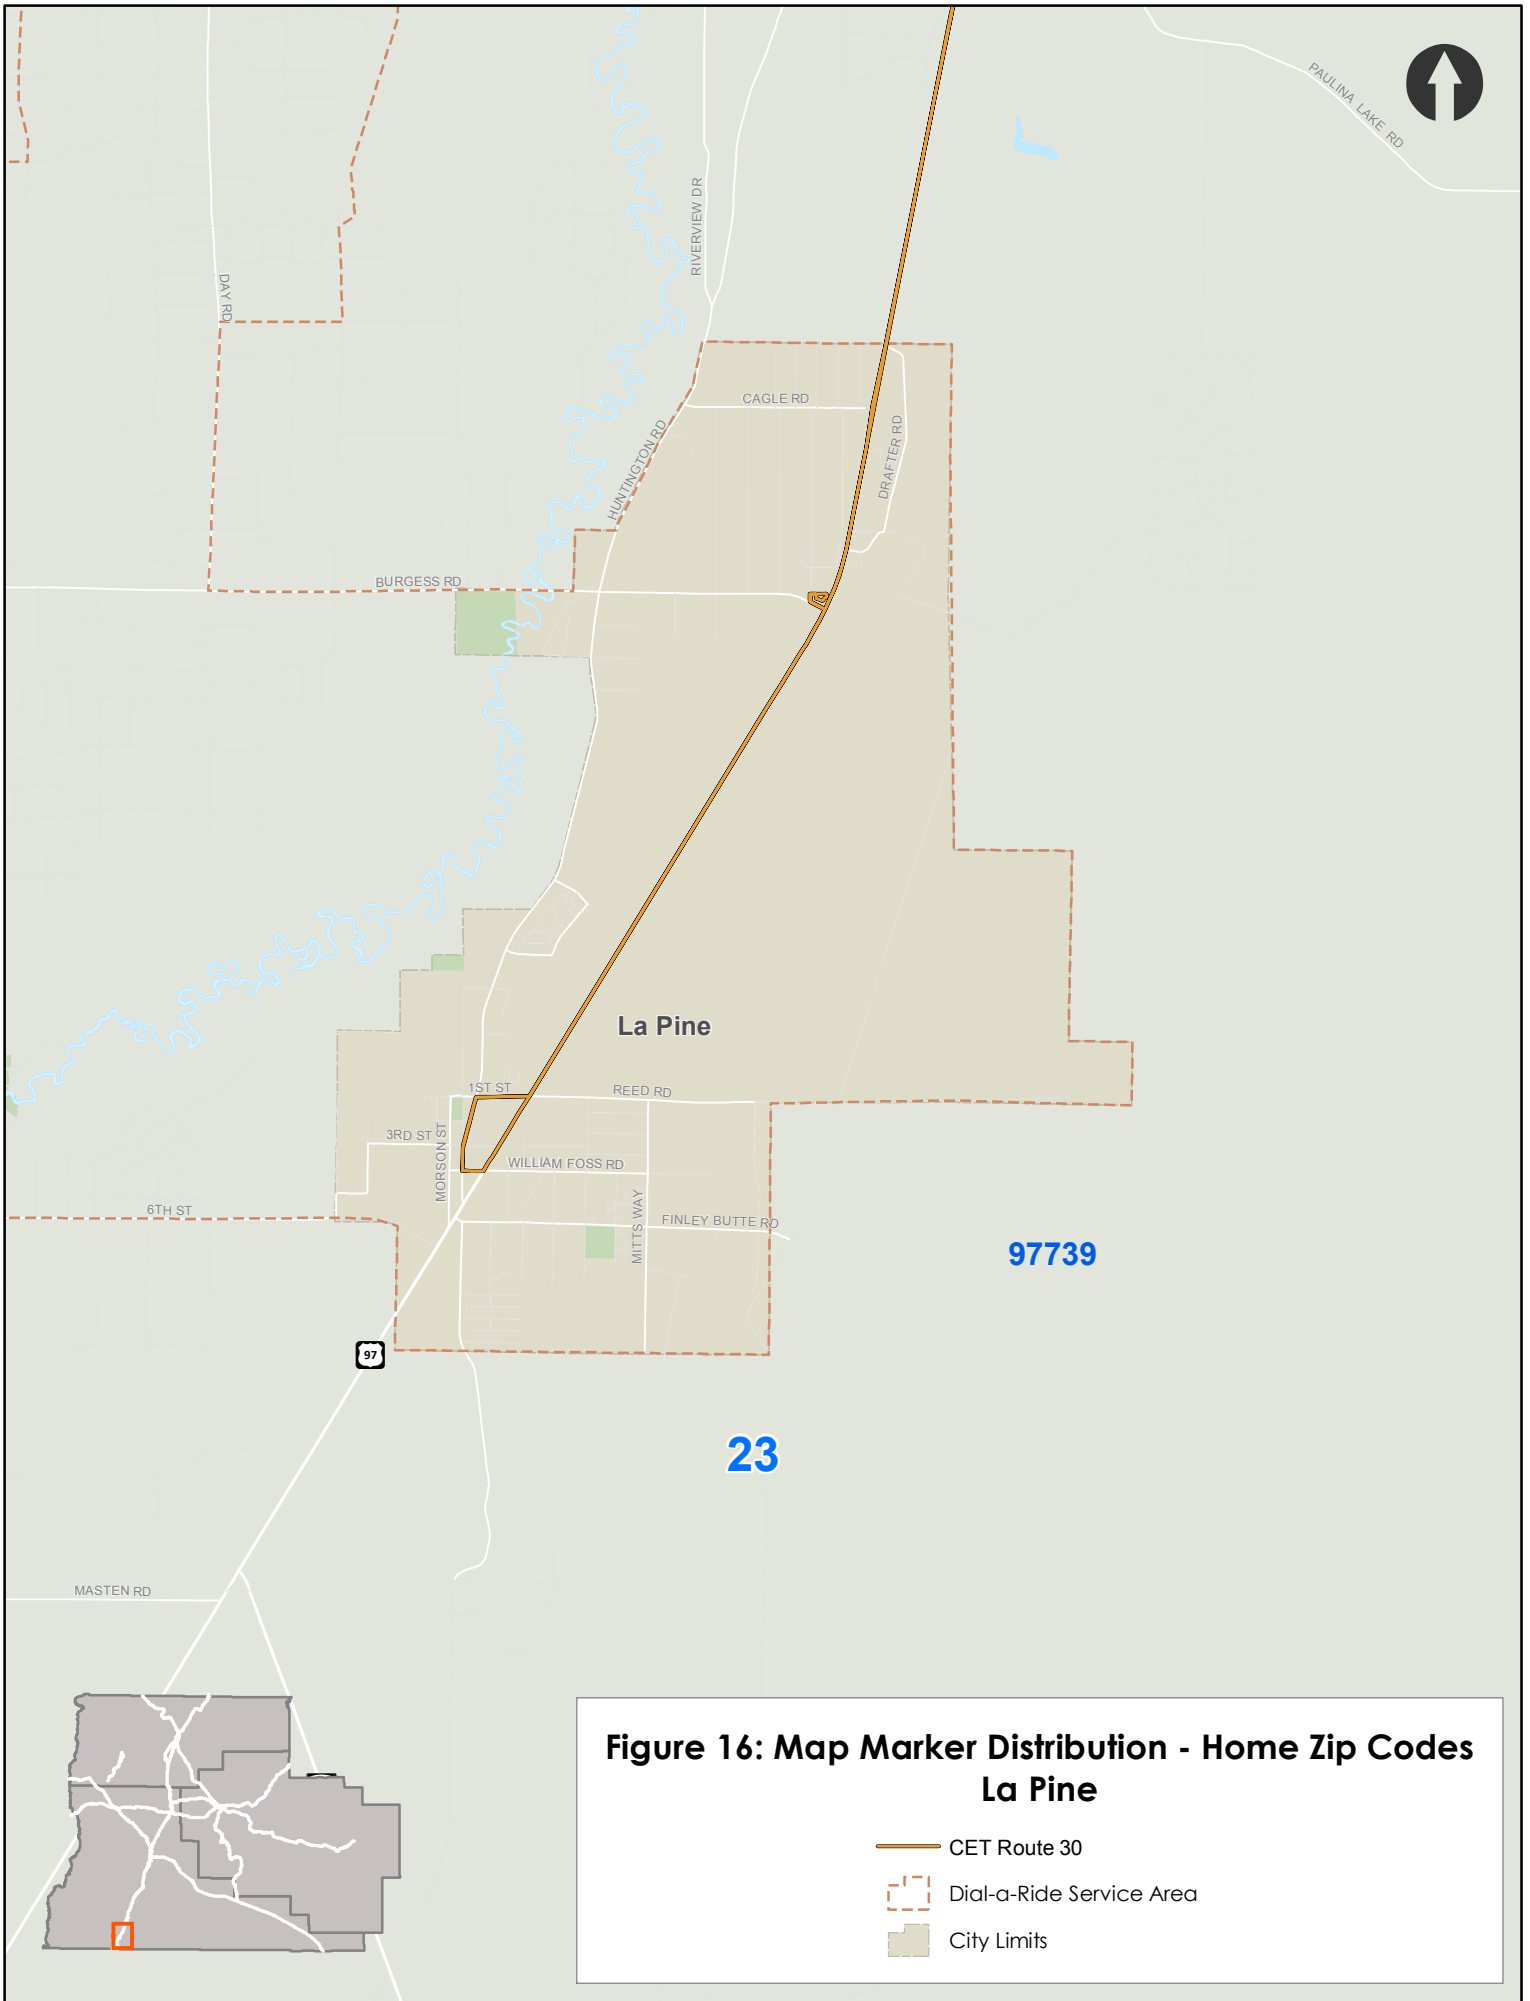 PAULINA LAKE RD
RIVERVIEW DR
DAY RD
CAGLE RD
HUNTINGTON RD
DRAFTER RD
BURGESS RD
La Pine
1ST ST
REED RD
3RD ST
MORSON ST
WILLIAM FOSS RD
6TH ST
MITTS WAY
FINLEY BUTTE RD
97739
97
23
MASTEN RD
Figure 16: Map Marker Distribution - Home Zip Codes
La Pine
CET Route 30
Dial-a-Ride Service Area
City Limits